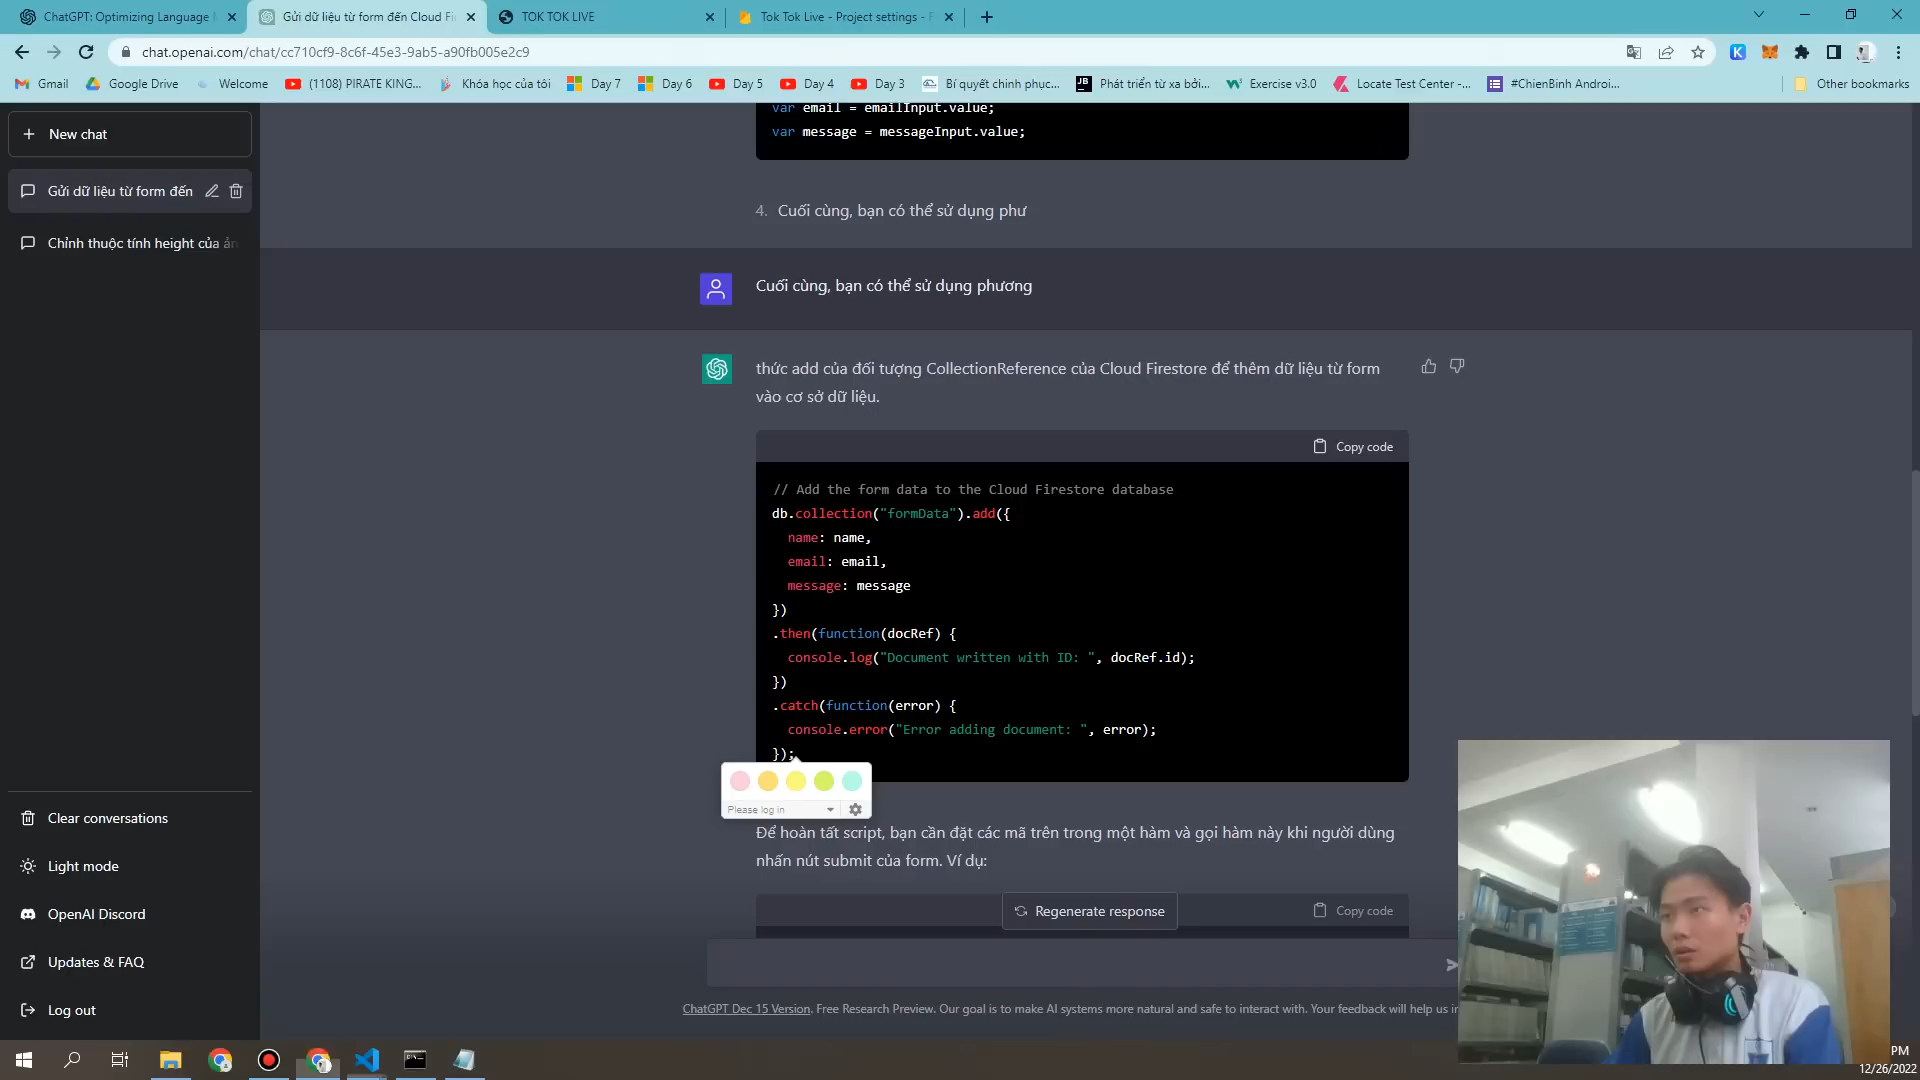 ChatGPT: Optimizing Language
Gửi dữ liệu từ form đến Cloud Fi
TOK TOK LIVE
Tok Tok Live - Project settings - F
chat.openai.com/chat/cc710cf9-8c6f-45e3-9ab5-a90fb005e2c9
Gmail
Google Drive
Welcome
(1108) PIRATE KING...
Khóa học của tôi
Day 7
Day 6
Day 5
Day 4
Day 3
Bí quyết chinh phục...
Phát triển từ xa bởi...
Exercise v3.0
Locate Test Center -...
#ChienBinh Androi...
Other bookmarks
New chat
Gửi dữ liệu từ form đến
Chỉnh thuộc tính height của ản
var email = emailInput.value;
var message = messageInput.value;
4. Cuối cùng, bạn có thể sử dụng phư
Cuối cùng, bạn có thể sử dụng phương
thức add của đối tượng CollectionReference của Cloud Firestore để thêm dữ liệu từ form
vào cơ sở dữ liệu.
Copy code
// Add the form data to the Cloud Firestore database
db.collection("formData").add({
name: name,
email: email,
message: message
})
.then(function(docRef) {
console.log("Document written with ID: ", docRef.id);
})
.catch(function(error) {
console.error("Error adding document: ", error);
});
Please log in
Để hoàn tất script, bạn cần đặt các mã trên trong một hàm và gọi hàm này khi người dùng
nhấn nút submit của form. Ví dụ:
Regenerate response
Copy code
ChatGPT Dec 15 Version. Free Research Preview. Our goal is to make AI systems more natural and safe to interact with. Your feedback will help us
Clear conversations
Light mode
OpenAI Discord
Updates & FAQ
Log out
PM
12/26/2022